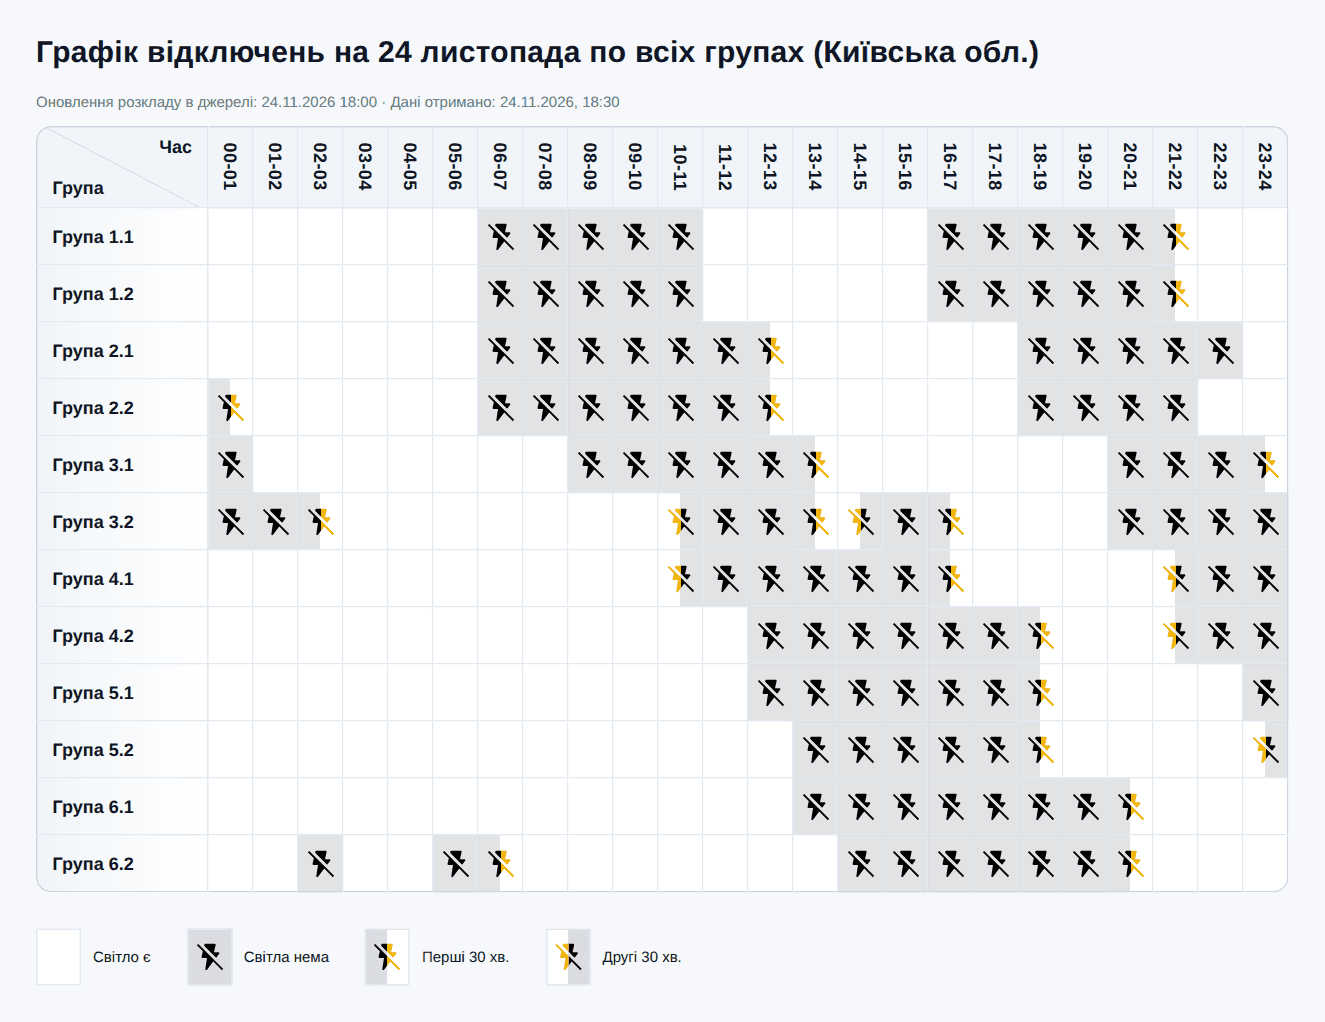 Графік відключень на 24 листопада по всіх групах (Київська обл.)
Оновлення розкладу в джерелі: 24.11.2026 18:00 · Дані отримано: 24.11.2026, 18:30
Час
Група
00-01 01-02 02-03 03-04 04-05 05-06 06-07 07-08 08-09 09-10 10-11 11-12 12-13 13-14 14-15 15-16 16-17 17-18 18-19 19-20 20-21 21-22 22-23 23-24
Група 1.1
Група 1.2
Група 2.1
Група 2.2
Група 3.1
Група 3.2
Група 4.1
Група 4.2
Група 5.1
Група 5.2
Група 6.1
Група 6.2
Світло є Світла нема Перші 30 хв. Другі 30 хв.